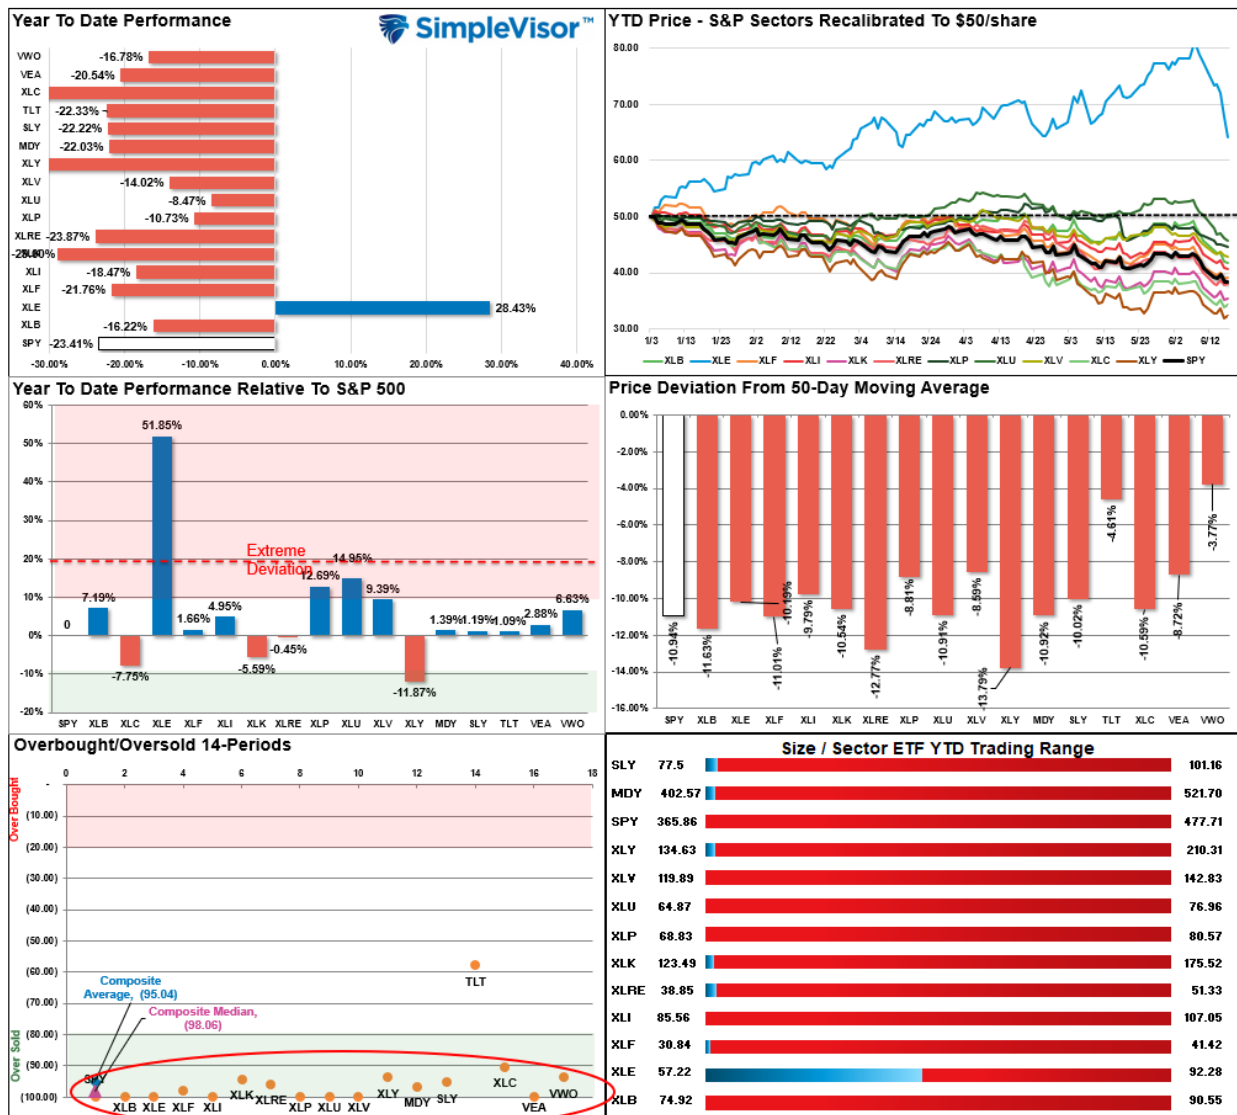 Year To Date Performance
SimpleVisor™
VWO -16.78%
VEA -20.54%
XLC
TLT -22.33%
SLY -22.22%
MDY -22.03%
XLY
XLV -14.02%
XLU -8.47%
XLP -10.73%
XLRE -23.87%
XLI -18.47%
XLF -21.76%
XLE 28.43%
XLB -16.22%
SPY -23.41%
-30.00% -20.00% -10.00% 0.00% 10.00% 20.00% 30.00% 40.00%
YTD Price - S&P Sectors Recalibrated To $50/share
80.00
70.00
60.00
50.00
40.00
30.00
1/3 1/13 1/23 2/2 2/12 2/22 3/4 3/14 3/24 4/3 4/13 4/23 5/3 5/13 5/23 6/2 6/12
XLB XLE XLF XLI XLK XLRE XLP XLU XLV XLC XLY SPY
Year To Date Performance Relative To S&P 500
60%
50%
40%
30%
20%
10%
0%
-10%
-20%
Extreme
Deviation
0 7.19% -7.75% 51.85% 1.66% 4.95% -5.59% -0.45% 12.69% 14.95% 9.39% -11.87% 1.39% 1.19% 1.09% 2.88% 6.63%
SPY XLB XLC XLE XLF XLI XLK XLRE XLP XLU XLV XLY MDY SLY TLT VEA VWO
Price Deviation From 50-Day Moving Average
0.00%
-2.00%
-4.00%
-6.00%
-8.00%
-10.00%
-12.00%
-14.00%
-16.00%
-10.94% -11.63% -10.19% -11.01% -9.79% -10.54% -12.77% -8.81% -10.91% -8.59% -13.79% -10.92% -10.02% -4.61% -10.59% -8.72% -3.77%
SPY XLB XLE XLF XLI XLK XLRE XLP XLU XLV XLY MDY SLY TLT XLC VEA VWO
Overbought/Oversold 14-Periods
0 2 4 6 8 10 12 14 16 18
-
(10.00)
(20.00)
(30.00)
(40.00)
(50.00)
(60.00)
(70.00)
(80.00)
(90.00)
(100.00)
Over Bought
Over Sold
Composite
Average, (95.04)
Composite Median,
(98.06)
TLT
SPY
XLB XLE XLF XLI XLK XLRE XLP XLU XLV XLY MDY SLY XLC VEA VWO
Size / Sector ETF YTD Trading Range
SLY 77.5 101.16
MDY 402.57 521.70
SPY 365.86 477.71
XLY 134.63 210.31
XLV 119.89 142.83
XLU 64.87 76.96
XLP 68.83 80.57
XLK 123.49 175.52
XLRE 38.85 51.33
XLI 85.56 107.05
XLF 30.84 41.42
XLE 57.22 92.28
XLB 74.92 90.55